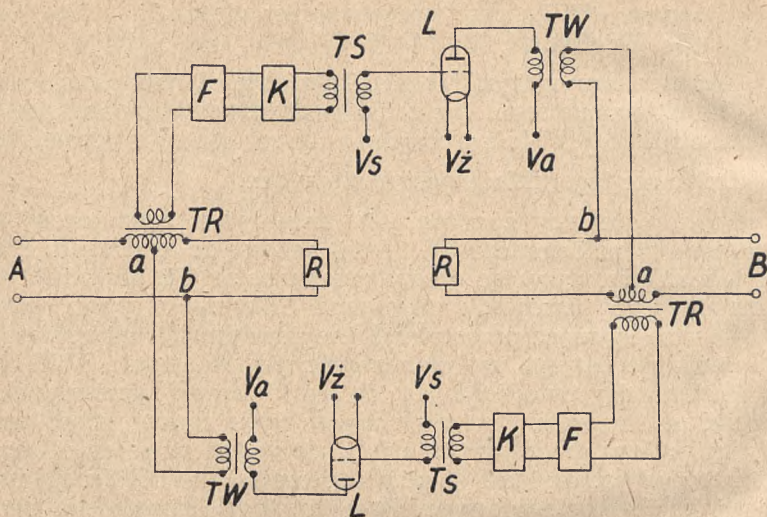 L TW
TS
F K
Vs Vż Va
TR b
A a R R a B
b TR
Va Vż Vs
K F
TW L Ts